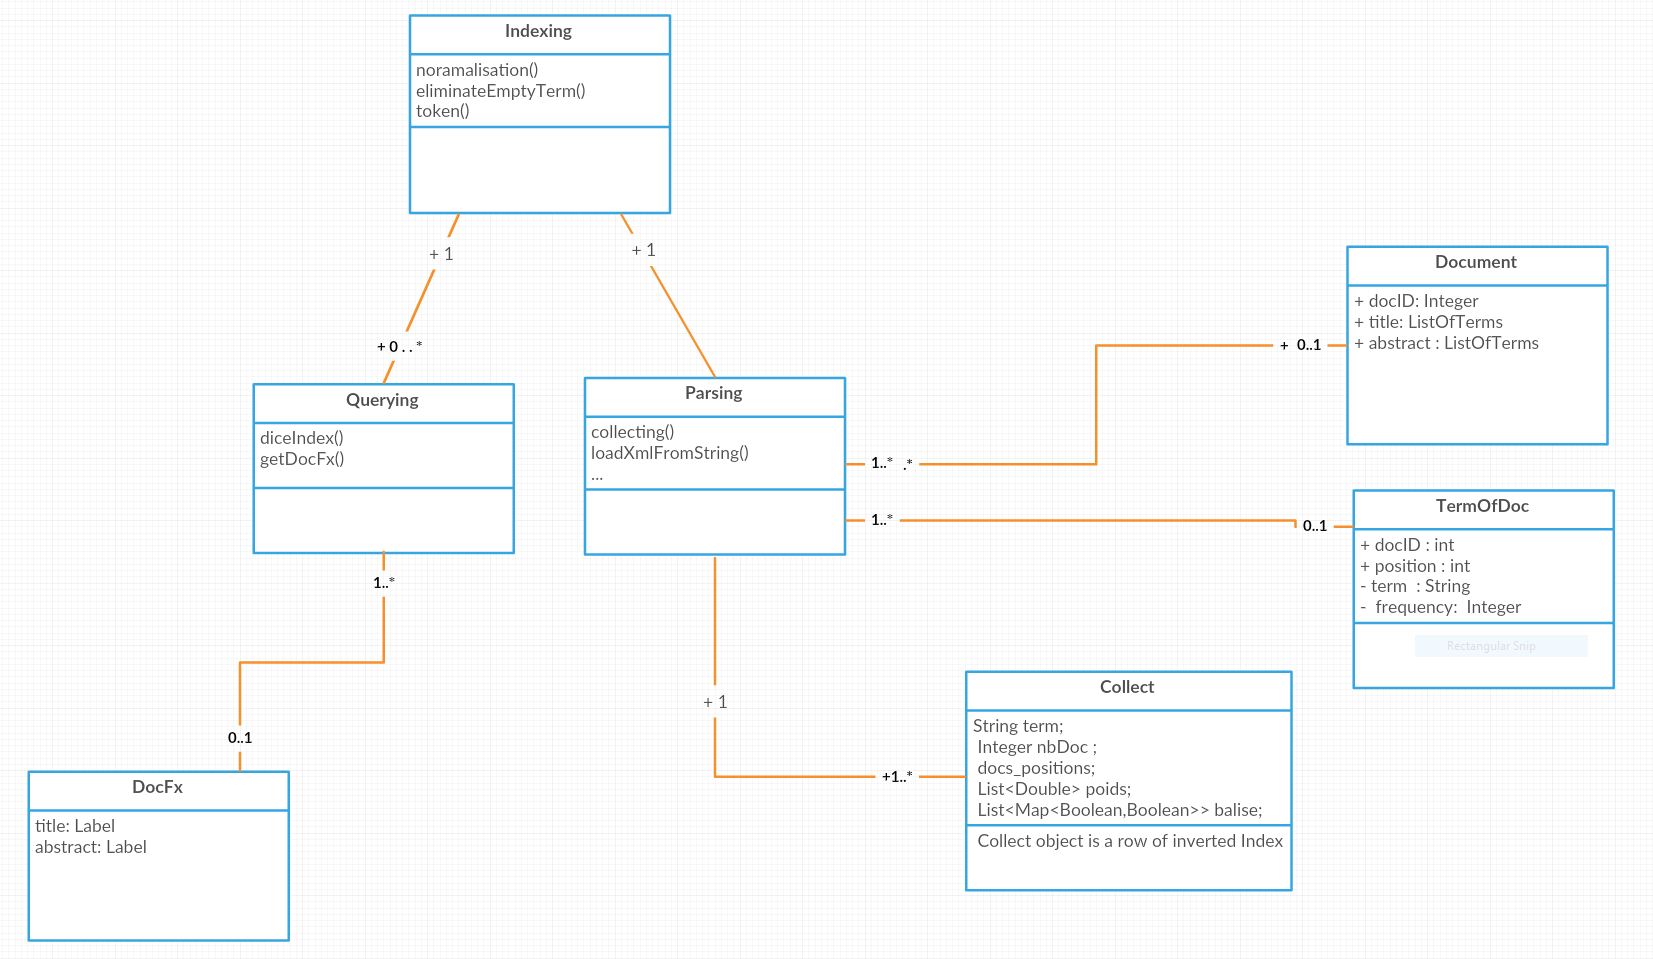 Indexing
noramalisation()
eliminateEmptyTerm()
token()
+ 1
+ 1
+ 0 . . *
Querying
diceIndex()
getDocFx()
Parsing
collecting()
loadXmlFromString()
...
Document
+ docID: Integer
+ title: ListOfTerms
+ abstract : ListOfTerms
+ 0..1
1..* .*
1..*
0..1
TermOfDoc
+ docID : int
+ position : int
- term : String
- frequency: Integer
Rectangular Snip
1..*
0..1
+ 1
+1..*
Collect
String term;
Integer nbDoc ;
docs_positions;
List<Double> poids;
List<Map<Boolean,Boolean>> balise;
Collect object is a row of inverted Index
DocFx
title: Label
abstract: Label